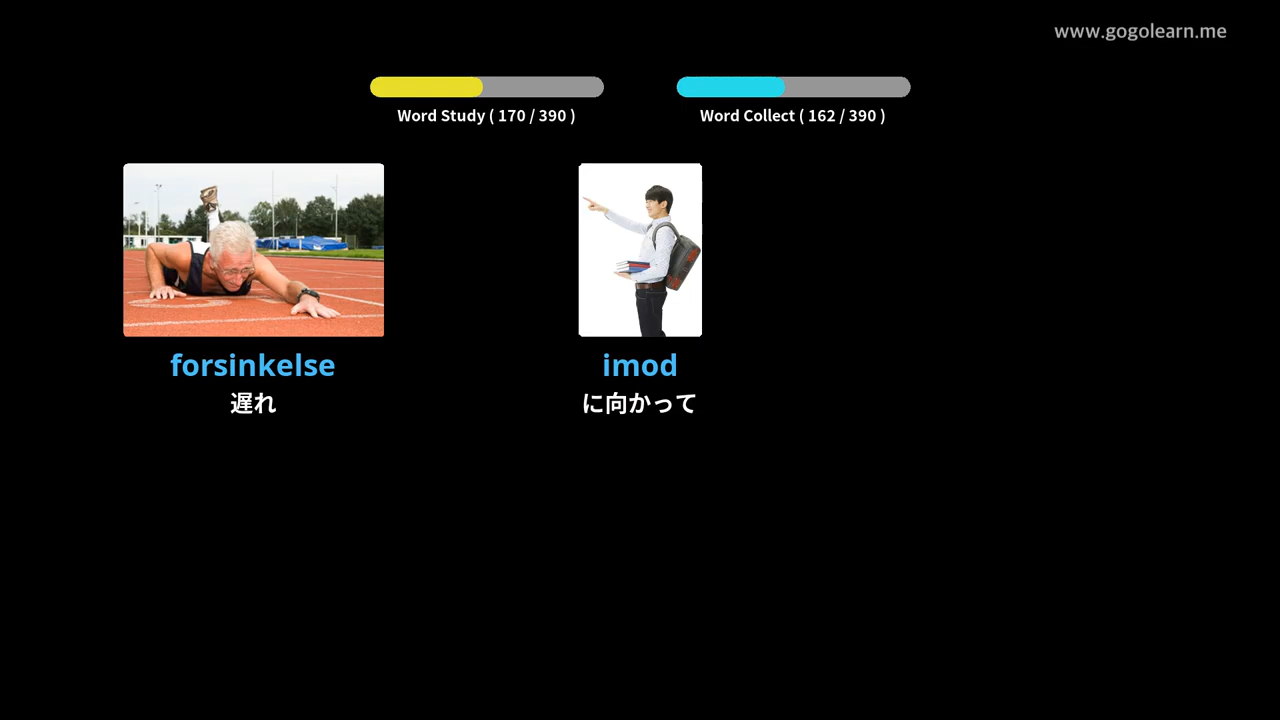 www.gogolearn.me
Word Study ( 170 / 390 )
Word Collect ( 162 / 390 )
forsinkelse
遅れ
imod
に向かって